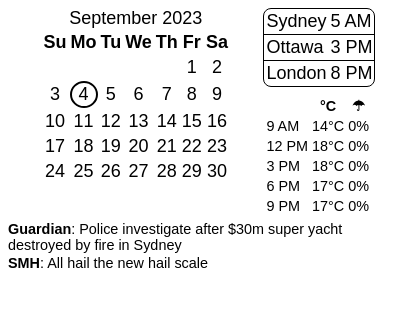 September 2023
Su Mo Tu We Th Fr Sa
1 2
3 4 5 6 7 8 9
10 11 12 13 14 15 16
17 18 19 20 21 22 23
24 25 26 27 28 29 30
Sydney 5 AM
Ottawa 3 PM
London 8 PM
°C ☂
9 AM 14°C 0%
12 PM 18°C 0%
3 PM 18°C 0%
6 PM 17°C 0%
9 PM 17°C 0%
Guardian: Police investigate after $30m super yacht
destroyed by fire in Sydney
SMH: All hail the new hail scale